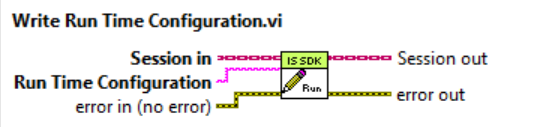 Write Run Time Configuration.vi
Session in IS SDK Session out
Run Time Configuration Run
error in (no error) error out